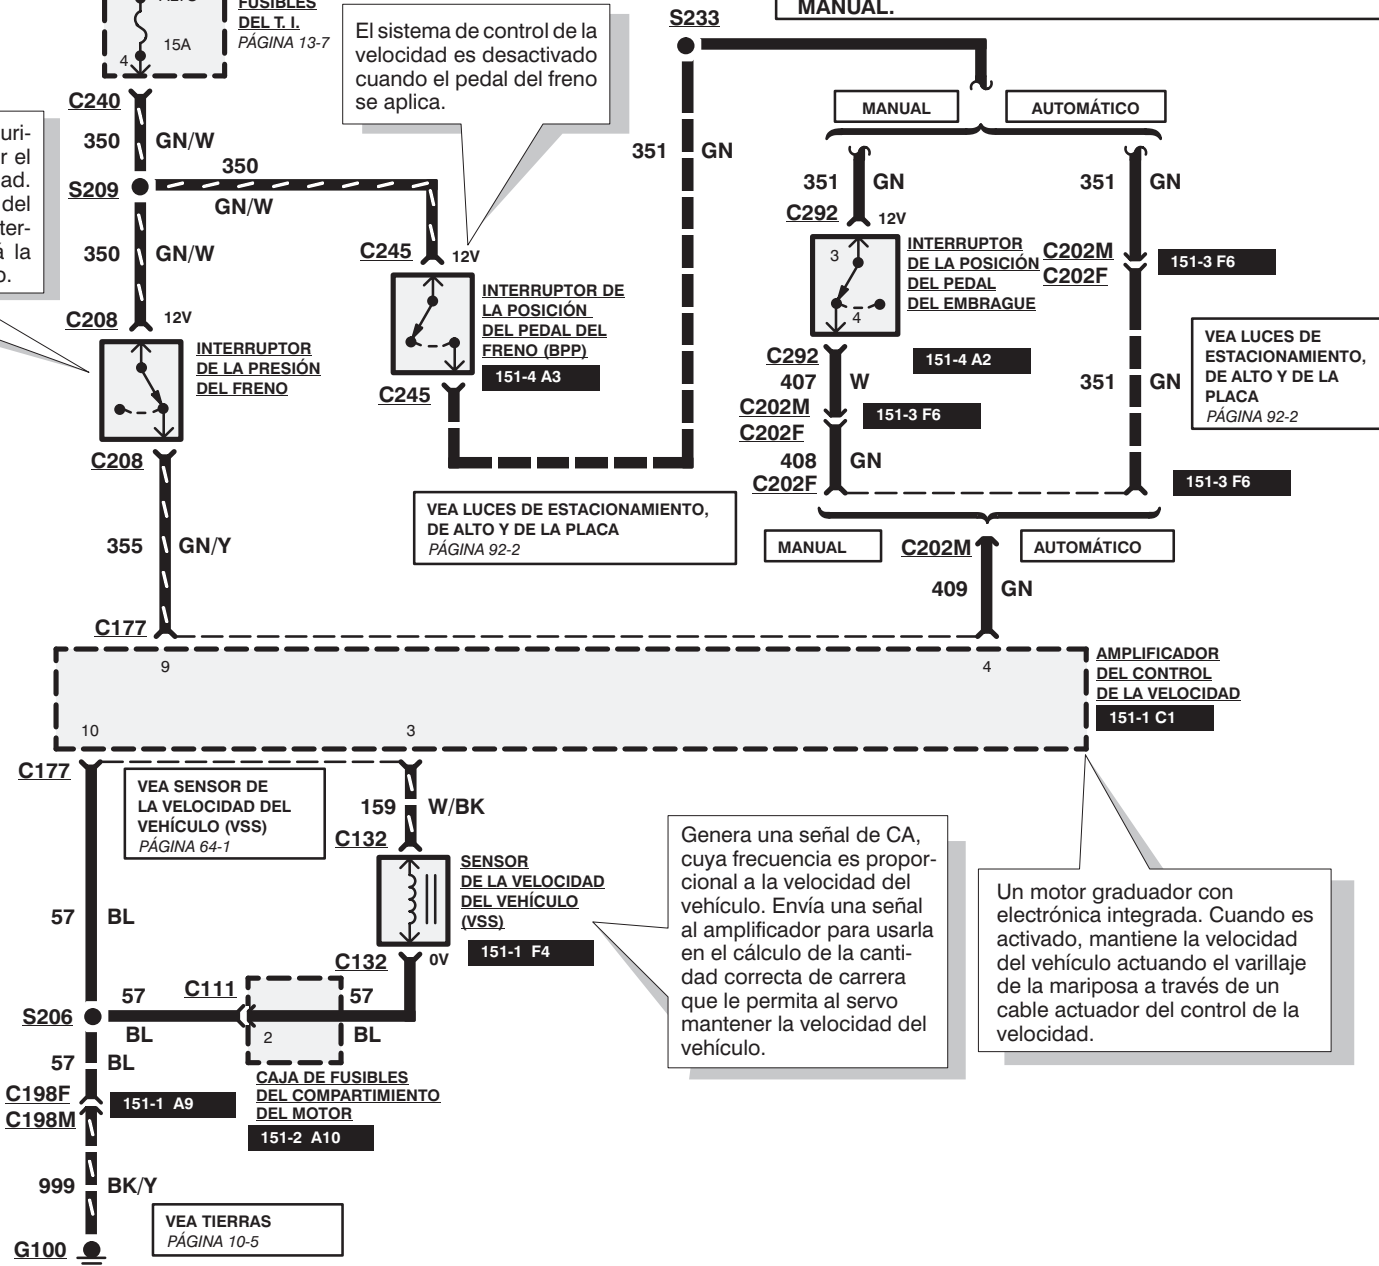 FUSIBLES
DEL T. I.
PÁGINA 13-7
15A
4
El sistema de control de la
velocidad es desactivado
cuando el pedal del freno
se aplica.
S233
MANUAL.
C240
350 GN/W
S209
350
GN/W
350 GN/W
uri-
r el
ad.
del
ter-
á la
o.
C208 12V
INTERRUPTOR
DE LA PRESIÓN
DEL FRENO
C208
355 GN/Y
C177
C245 12V
INTERRUPTOR DE
LA POSICIÓN
DEL PEDAL DEL
FRENO (BPP)
151-4 A3
C245
351 GN
VEA LUCES DE ESTACIONAMIENTO,
DE ALTO Y DE LA PLACA
PÁGINA 92-2
MANUAL
AUTOMÁTICO
351 GN
C292 12V
3
4
INTERRUPTOR
DE LA POSICIÓN
DEL PEDAL
DEL EMBRAGUE
151-4 A2
C292
407 W
C202M
C202F
151-3 F6
408 GN
C202F
351 GN
C202M
C202F
151-3 F6
351 GN
VEA LUCES DE
ESTACIONAMIENTO,
DE ALTO Y DE LA
PLACA
PÁGINA 92-2
151-3 F6
MANUAL
C202M
AUTOMÁTICO
409 GN
9
4
10
3
AMPLIFICADOR
DEL CONTROL
DE LA VELOCIDAD
151-1 C1
C177
VEA SENSOR DE
LA VELOCIDAD DEL
VEHÍCULO (VSS)
PÁGINA 64-1
159 W/BK
C132
SENSOR
DE LA VELOCIDAD
DEL VEHÍCULO
(VSS)
151-1 F4
C132 0V
Genera una señal de CA,
cuya frecuencia es propor-
cional a la velocidad del
vehículo. Envía una señal
al amplificador para usarla
en el cálculo de la canti-
dad correcta de carrera
que le permita al servo
mantener la velocidad del
vehículo.
Un motor graduador con
electrónica integrada. Cuando es
activado, mantiene la velocidad
del vehículo actuando el varillaje
de la mariposa a través de un
cable actuador del control de la
velocidad.
57 BL
S206
57
BL
C111
2
57
BL
CAJA DE FUSIBLES
DEL COMPARTIMIENTO
DEL MOTOR
151-2 A10
57 BL
C198F
C198M
151-1 A9
999 BK/Y
VEA TIERRAS
PÁGINA 10-5
G100